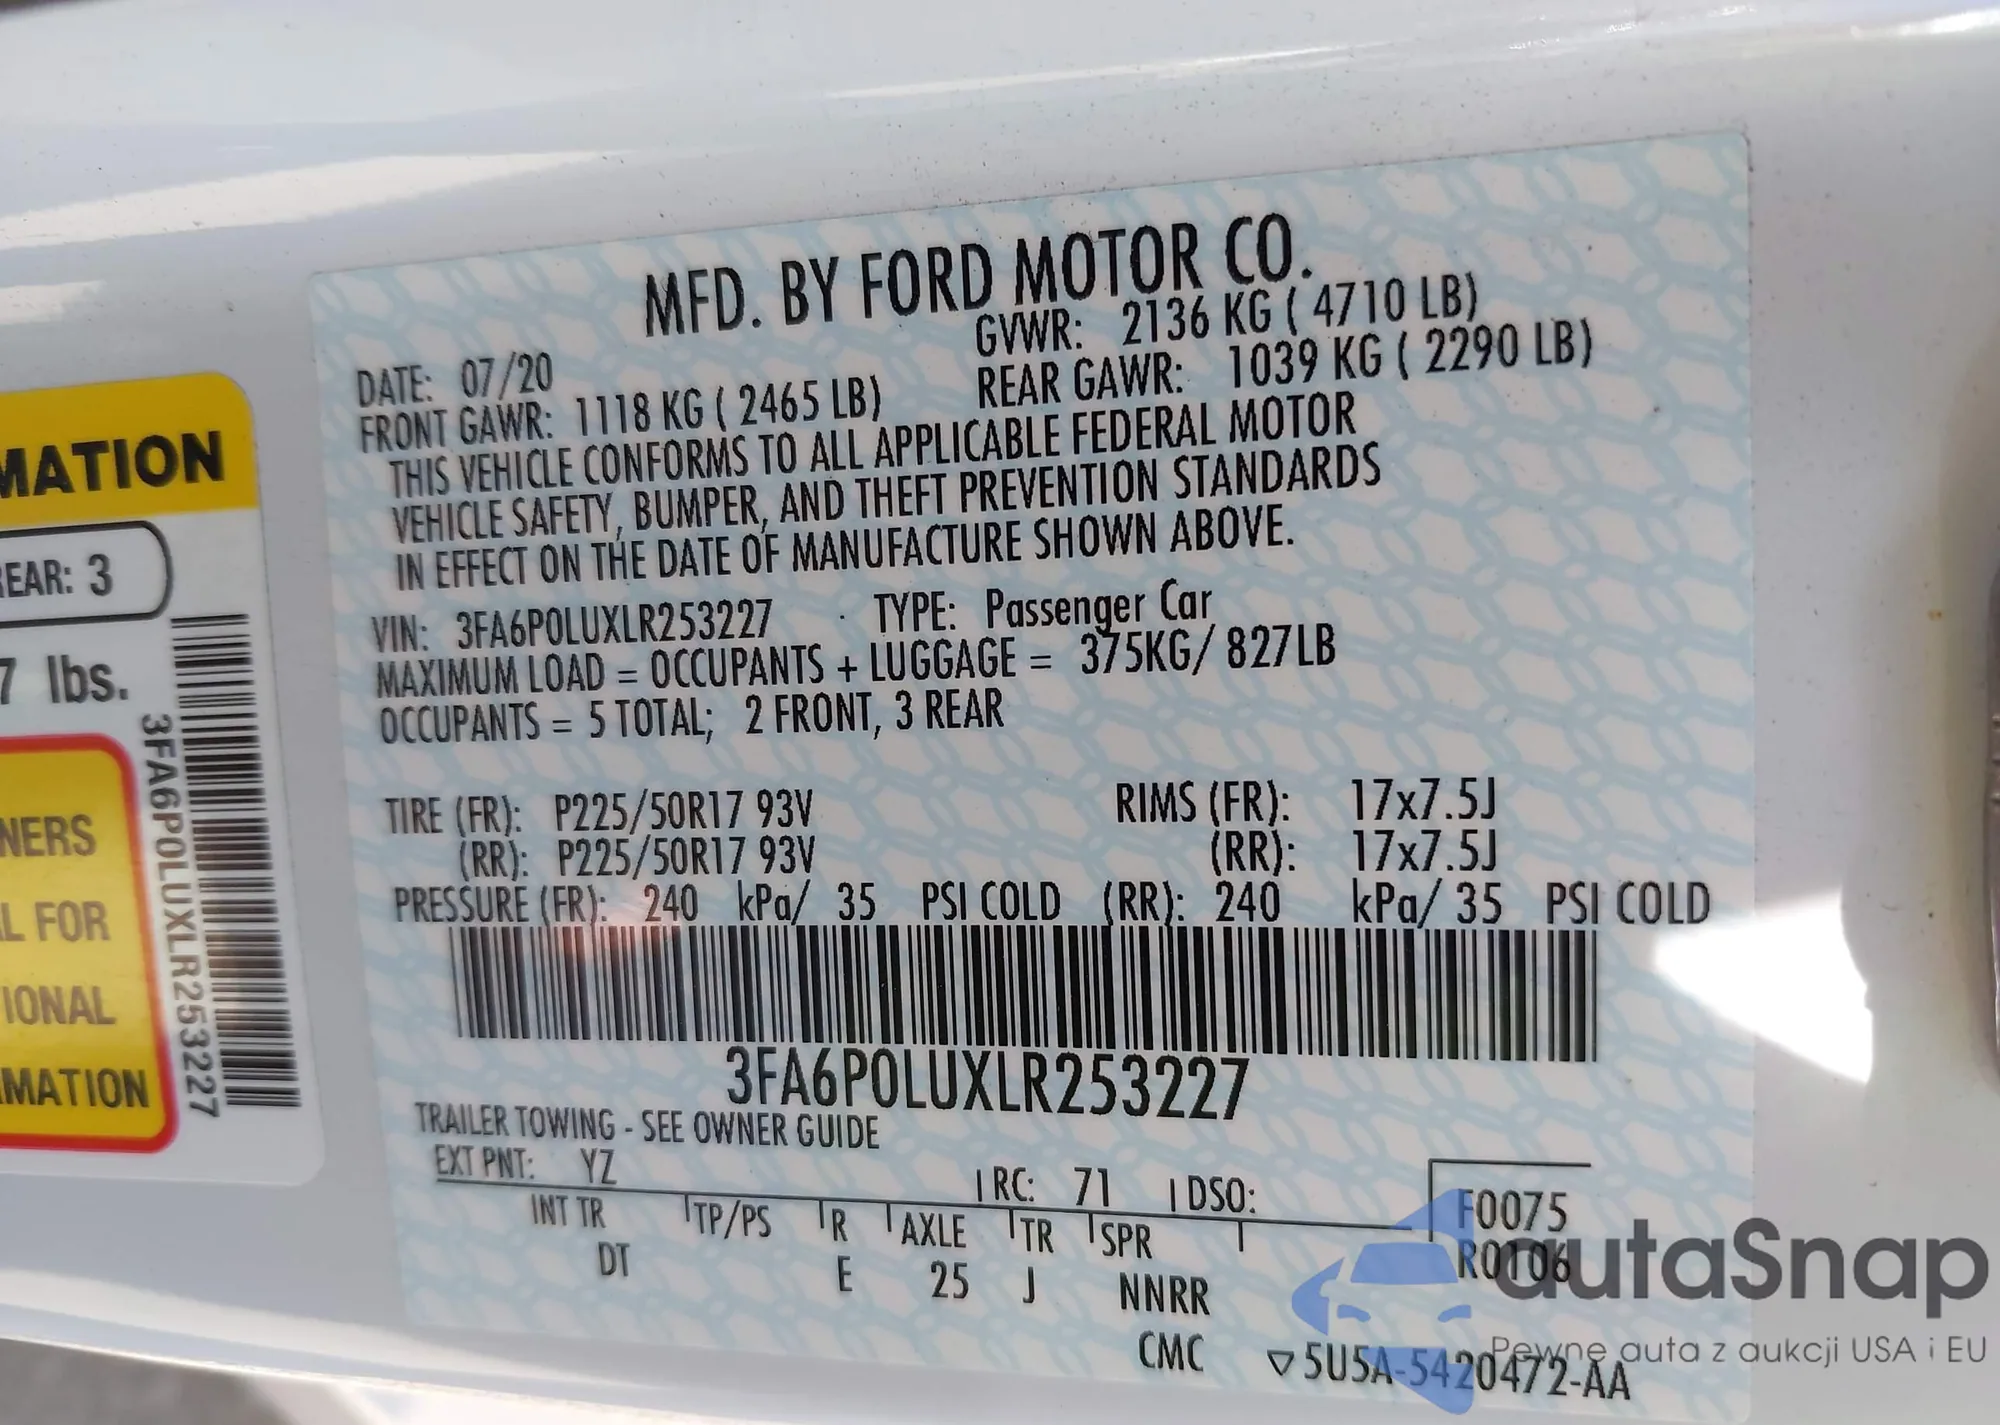 MFD. BY FORD MOTOR CO.
DATE: 07/20 GVWR: 2136 KG ( 4710 LB)
FRONT GAWR: 1118 KG ( 2465 LB) REAR GAWR: 1039 KG ( 2290 LB)
THIS VEHICLE CONFORMS TO ALL APPLICABLE FEDERAL MOTOR
VEHICLE SAFETY, BUMPER, AND THEFT PREVENTION STANDARDS
IN EFFECT ON THE DATE OF MANUFACTURE SHOWN ABOVE.
VIN: 3FA6P0LUXLR253227 TYPE: Passenger Car
MAXIMUM LOAD = OCCUPANTS + LUGGAGE = 375KG/ 827LB
OCCUPANTS = 5 TOTAL; 2 FRONT, 3 REAR
TIRE (FR): P225/50R17 93V RIMS (FR): 17x7.5J
(RR): P225/50R17 93V (RR): 17x7.5J
PRESSURE (FR): 240 kPa/ 35 PSI COLD (RR): 240 kPa/ 35 PSI COLD
3FA6P0LUXLR253227
TRAILER TOWING - SEE OWNER GUIDE
EXT PNT: YZ RC: 71 DSO:
INT TR TP/PS R AXLE TR SPR
DT E 25 J NNRR
F0075
R0106
CMC ▽5U5A-5420472-AA
MATION
REAR: 3
7 lbs.
3FA6P0LUXLR253227
NERS
L FOR
IONAL
MATION
autaSnap
Pewne auta z aukcji USA i EU